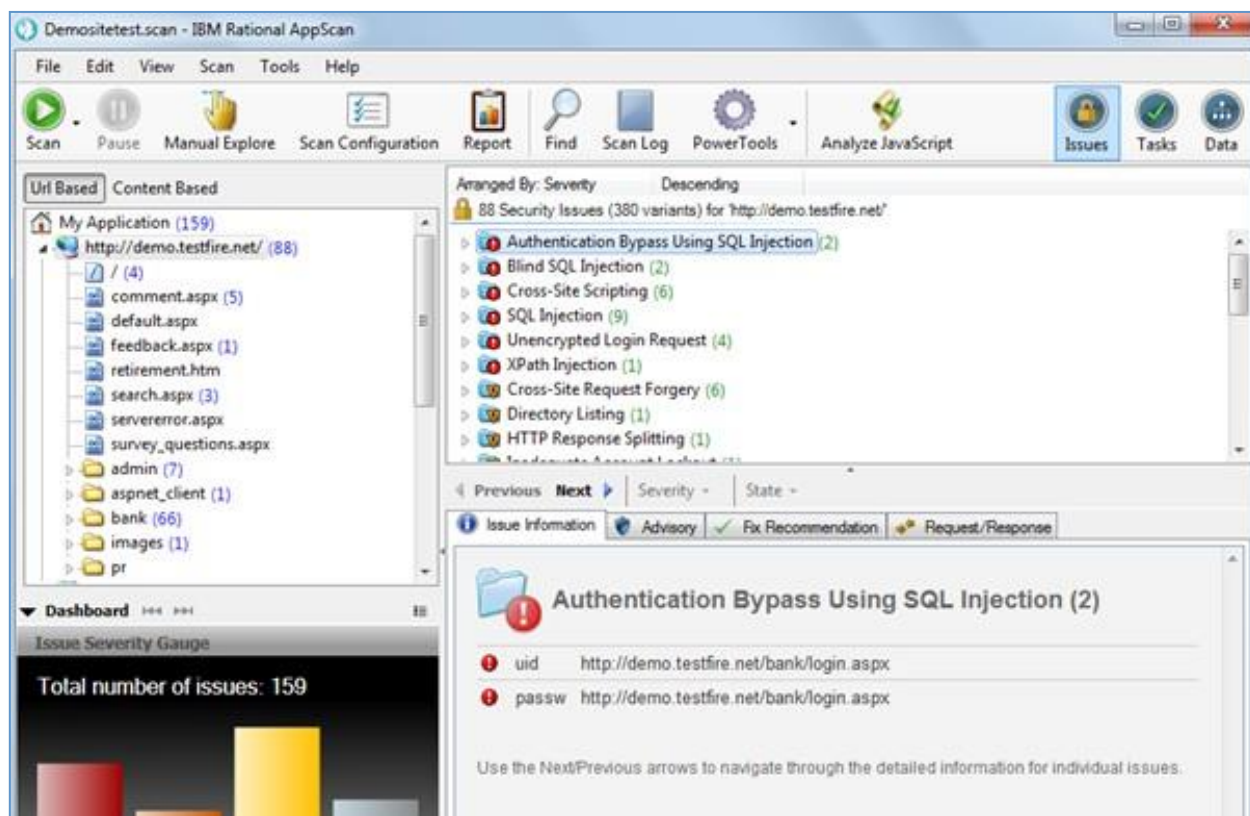 Demositetest.scan - IBM Rational AppScan
File Edit View Scan Tools Help
Scan Pause Manual Explore Scan Configuration Report Find Scan Log PowerTools Analyze JavaScript Issues Tasks Data
Url Based Content Based
My Application (159)
http://demo.testfire.net/ (88)
/ (4)
comment.aspx (5)
default.aspx
feedback.aspx (1)
retirement.htm
search.aspx (3)
servererror.aspx
survey_questions.aspx
admin (7)
aspnet_client (1)
bank (66)
images (1)
pr
Dashboard
Issue Severity Gauge
Total number of issues: 159
Arranged By: Severity Descending
88 Security Issues (380 variants) for 'http://demo.testfire.net/'
Authentication Bypass Using SQL Injection (2)
Blind SQL Injection (2)
Cross-Site Scripting (6)
SQL Injection (9)
Unencrypted Login Request (4)
XPath Injection (1)
Cross-Site Request Forgery (6)
Directory Listing (1)
HTTP Response Splitting (1)
Inadequate Account Lockout (1)
Previous Next Severity State
Issue Information Advisory Fix Recommendation Request/Response
Authentication Bypass Using SQL Injection (2)
uid http://demo.testfire.net/bank/login.aspx
passw http://demo.testfire.net/bank/login.aspx
Use the Next/Previous arrows to navigate through the detailed information for individual issues.